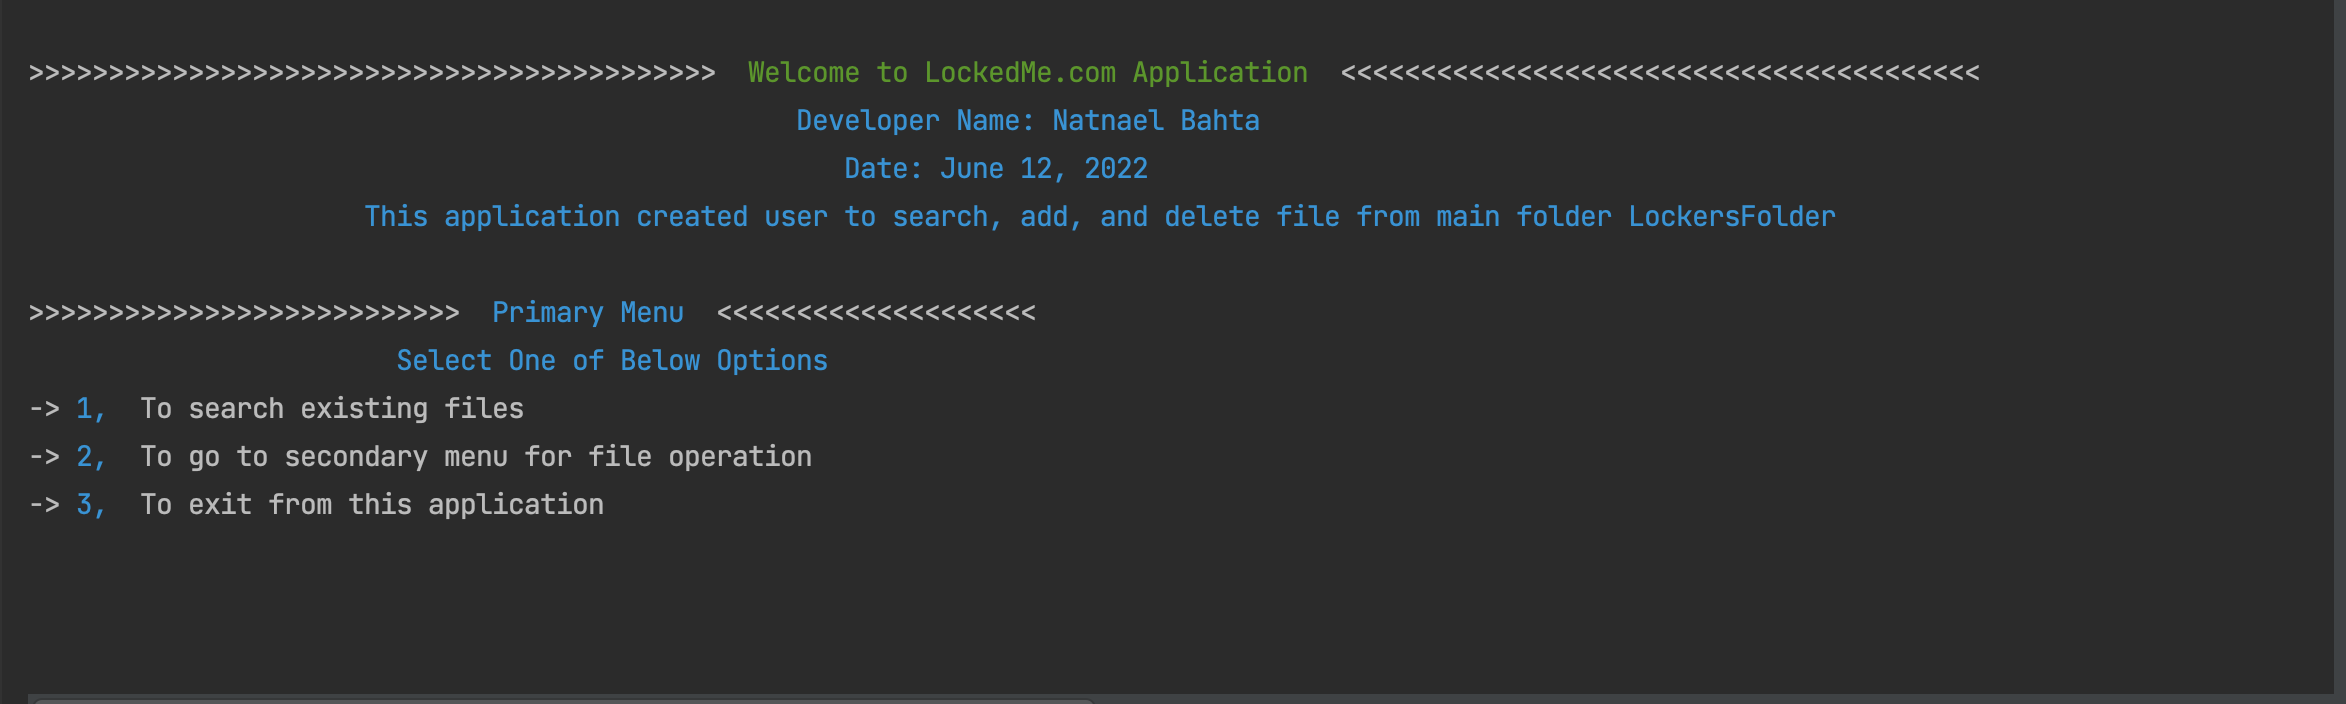 >>>>>>>>>>>>>>>>>>>>>>>>>>>>>>>>>>>>>>>>>>>  Welcome to LockedMe.com Application  <<<<<<<<<<<<<<<<<<<<<<<<<<<<<<<<<<<<<<<<
Developer Name: Natnael Bahta
Date: June 12, 2022
This application created user to search, add, and delete file from main folder LockersFolder
>>>>>>>>>>>>>>>>>>>>>>>>>>>  Primary Menu  <<<<<<<<<<<<<<<<<<<<
Select One of Below Options
-> 1,  To search existing files
-> 2,  To go to secondary menu for file operation
-> 3,  To exit from this application